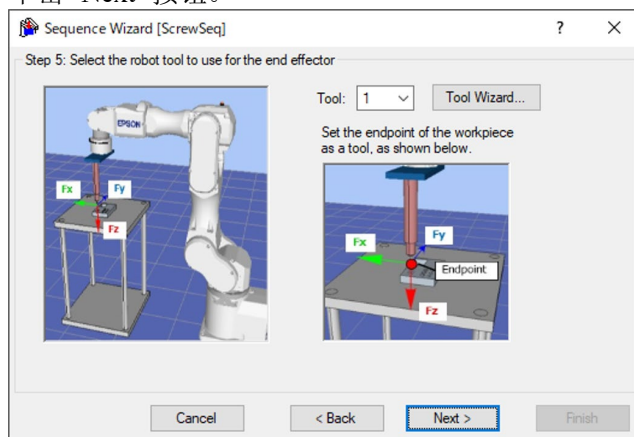 Sequence Wizard [ScrewSeq]
? ×
Step 5: Select the robot tool to use for the end effector
Tool: 1 Tool Wizard...
Set the endpoint of the workpiece
as a tool, as shown below.
EPSON
Fx Fy
Fz
Fx Fy
Endpoint
Fz
Cancel < Back Next > Finish